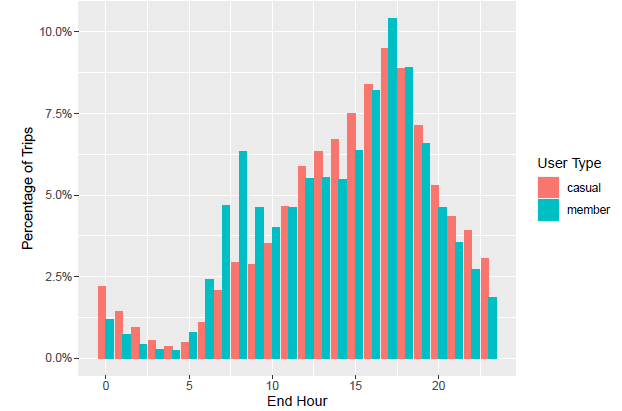 Percentage of Trips
10.0%
7.5%
5.0%
2.5%
0.0%
0 5 10 15 20
End Hour
User Type
casual
member